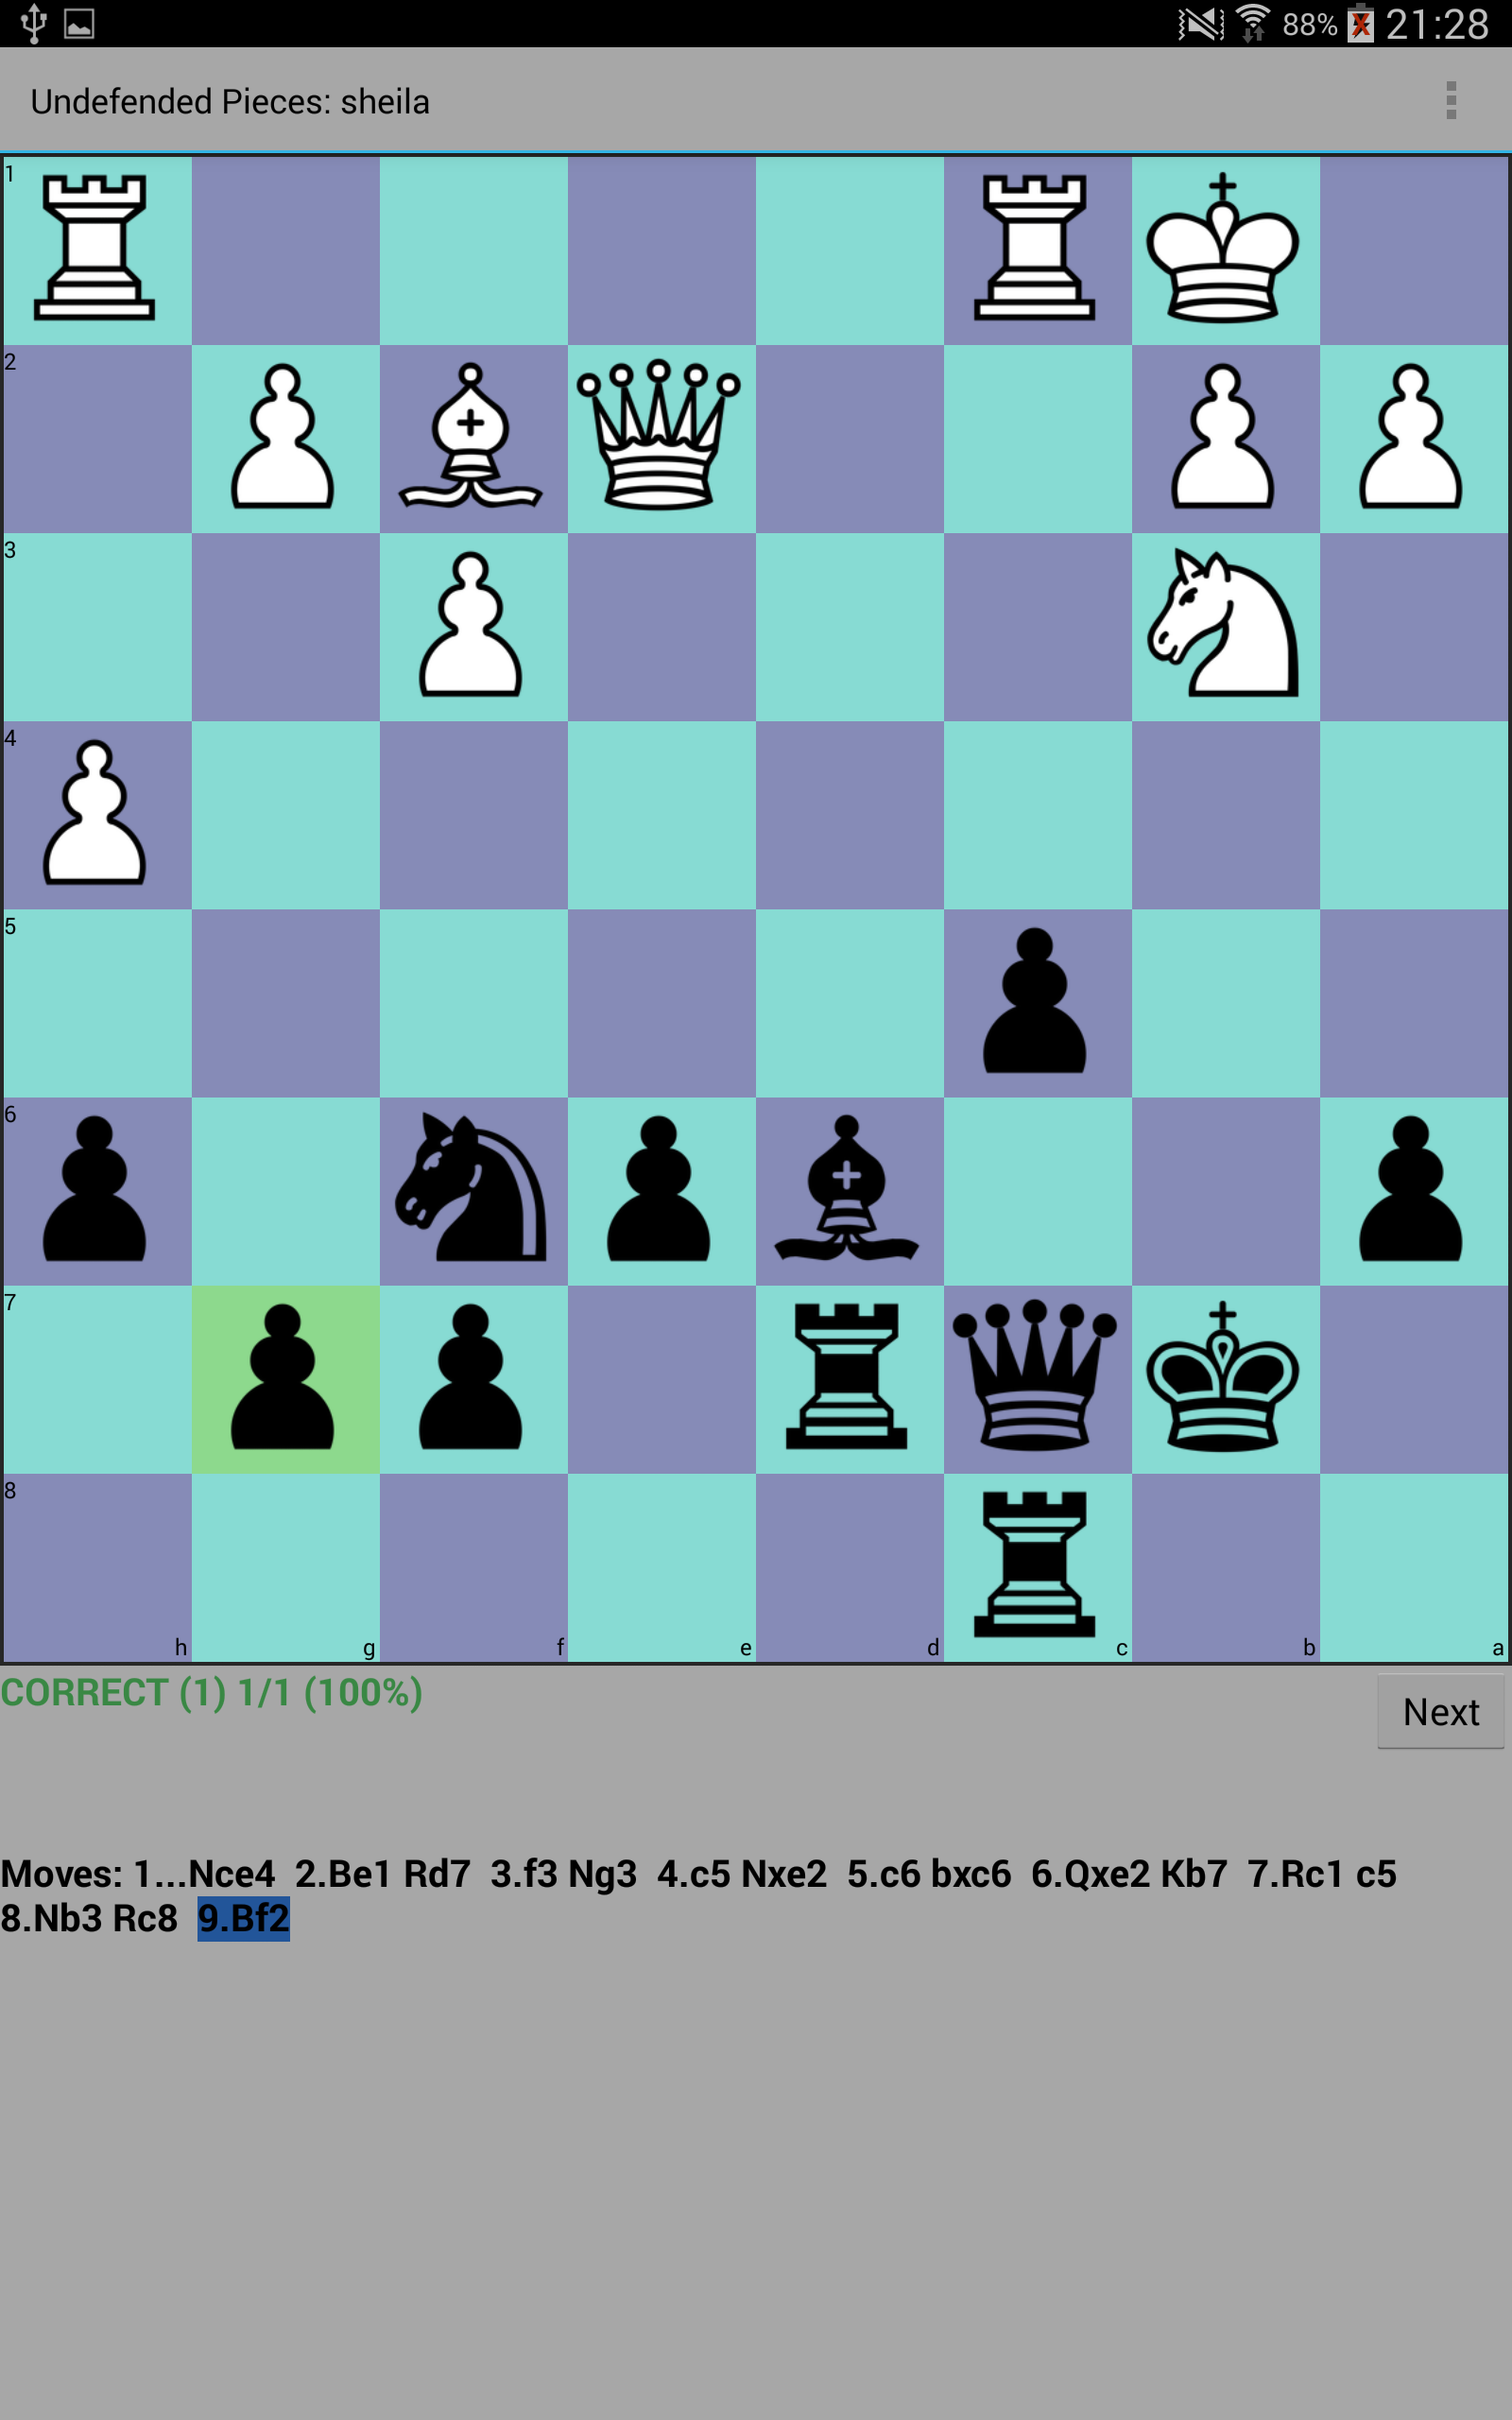 88% 21:28
Undefended Pieces: sheila
1
2
3
4
5
6
7
8
h g f e d c b a
CORRECT (1) 1/1 (100%)
Next
Moves: 1...Nce4 2.Be1 Rd7 3.f3 Ng3 4.c5 Nxe2 5.c6 bxc6 6.Qxe2 Kb7 7.Rc1 c5
8.Nb3 Rc8 9.Bf2